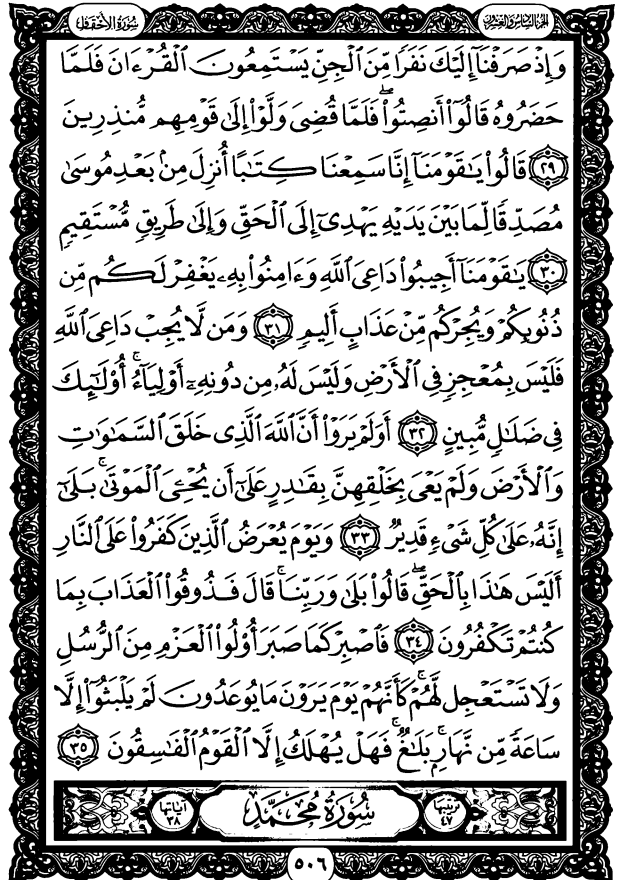 الجزء السادس والعشرون
سورة الأحقاف
وَإِذْ صَرَفْنَآ إِلَيْكَ نَفَرًا مِّنَ ٱلْجِنِّ يَسْتَمِعُونَ ٱلْقُرْءَانَ فَلَمَّا
حَضَرُوهُ قَالُوٓا۟ أَنصِتُوا۟ ۖ فَلَمَّا قُضِىَ وَلَّوْا۟ إِلَىٰ قَوْمِهِم مُّنذِرِينَ
٢٩ قَالُوا۟ يَٰقَوْمَنَآ إِنَّا سَمِعْنَا كِتَٰبًا أُنزِلَ مِنۢ بَعْدِ مُوسَىٰ
مُصَدِّقًا لِّمَا بَيْنَ يَدَيْهِ يَهْدِىٓ إِلَى ٱلْحَقِّ وَإِلَىٰ طَرِيقٍ مُّسْتَقِيمٍ
٣٠ يَٰقَوْمَنَآ أَجِيبُوا۟ دَاعِىَ ٱللَّهِ وَءَامِنُوا۟ بِهِۦ يَغْفِرْ لَكُم مِّن
ذُنُوبِكُمْ وَيُجِرْكُم مِّنْ عَذَابٍ أَلِيمٍ ٣١ وَمَن لَّا يُجِبْ دَاعِىَ ٱللَّهِ
فَلَيْسَ بِمُعْجِزٍ فِى ٱلْأَرْضِ وَلَيْسَ لَهُۥ مِن دُونِهِۦٓ أَوْلِيَآءُ ۚ أُو۟لَٰٓئِكَ
فِى ضَلَٰلٍ مُّبِينٍ ٣٢ أَوَلَمْ يَرَوْا۟ أَنَّ ٱللَّهَ ٱلَّذِى خَلَقَ ٱلسَّمَٰوَٰتِ
وَٱلْأَرْضَ وَلَمْ يَعْىَ بِخَلْقِهِنَّ بِقَٰدِرٍ عَلَىٰٓ أَن يُحْـِۧىَ ٱلْمَوْتَىٰ ۚ بَلَىٰٓ
إِنَّهُۥ عَلَىٰ كُلِّ شَىْءٍ قَدِيرٌ ٣٣ وَيَوْمَ يُعْرَضُ ٱلَّذِينَ كَفَرُوا۟ عَلَى ٱلنَّارِ
أَلَيْسَ هَٰذَا بِٱلْحَقِّ ۖ قَالُوا۟ بَلَىٰ وَرَبِّنَا ۚ قَالَ فَذُوقُوا۟ ٱلْعَذَابَ بِمَا
كُنتُمْ تَكْفُرُونَ ٣٤ فَٱصْبِرْ كَمَا صَبَرَ أُو۟لُوا۟ ٱلْعَزْمِ مِنَ ٱلرُّسُلِ
وَلَا تَسْتَعْجِل لَّهُمْ ۚ كَأَنَّهُمْ يَوْمَ يَرَوْنَ مَا يُوعَدُونَ لَمْ يَلْبَثُوٓا۟ إِلَّا
سَاعَةً مِّن نَّهَارٍۭ ۚ بَلَٰغٌ ۚ فَهَلْ يُهْلَكُ إِلَّا ٱلْقَوْمُ ٱلْفَٰسِقُونَ ٣٥
ترتيبها ٤٧ سُورَةُ مُحَمَّدٍ آياتها ٣٨
٥٠٦